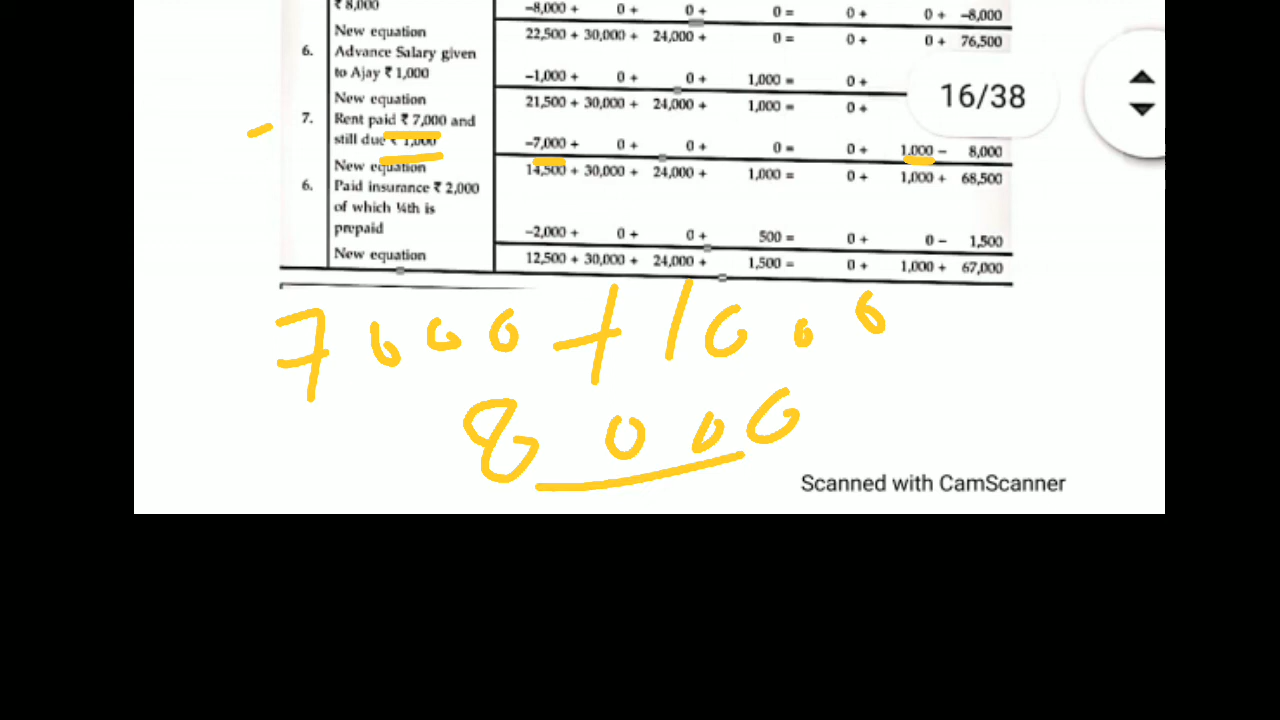 ₹ 8,000 -8,000 + 0 + 0 + 0 = 0 + 0 + -8,000
New equation 22,500 + 30,000 + 24,000 + 0 = 0 + 0 + 76,500
6. Advance Salary given
to Ajay ₹ 1,000 -1,000 + 0 + 0 + 1,000 = 0 +
New equation 21,500 + 30,000 + 24,000 + 1,000 = 0 +
16/38
7. Rent paid ₹ 7,000 and
still due ₹ 1,000 -7,000 + 0 + 0 + 0 = 0 + 1,000 - 8,000
New equation 14,500 + 30,000 + 24,000 + 1,000 = 0 + 1,000 + 68,500
6. Paid insurance ₹ 2,000
of which ¼th is
prepaid -2,000 + 0 + 0 + 500 = 0 + 0 - 1,500
New equation 12,500 + 30,000 + 24,000 + 1,500 = 0 + 1,000 + 67,000
7000 + 1000
8000
Scanned with CamScanner